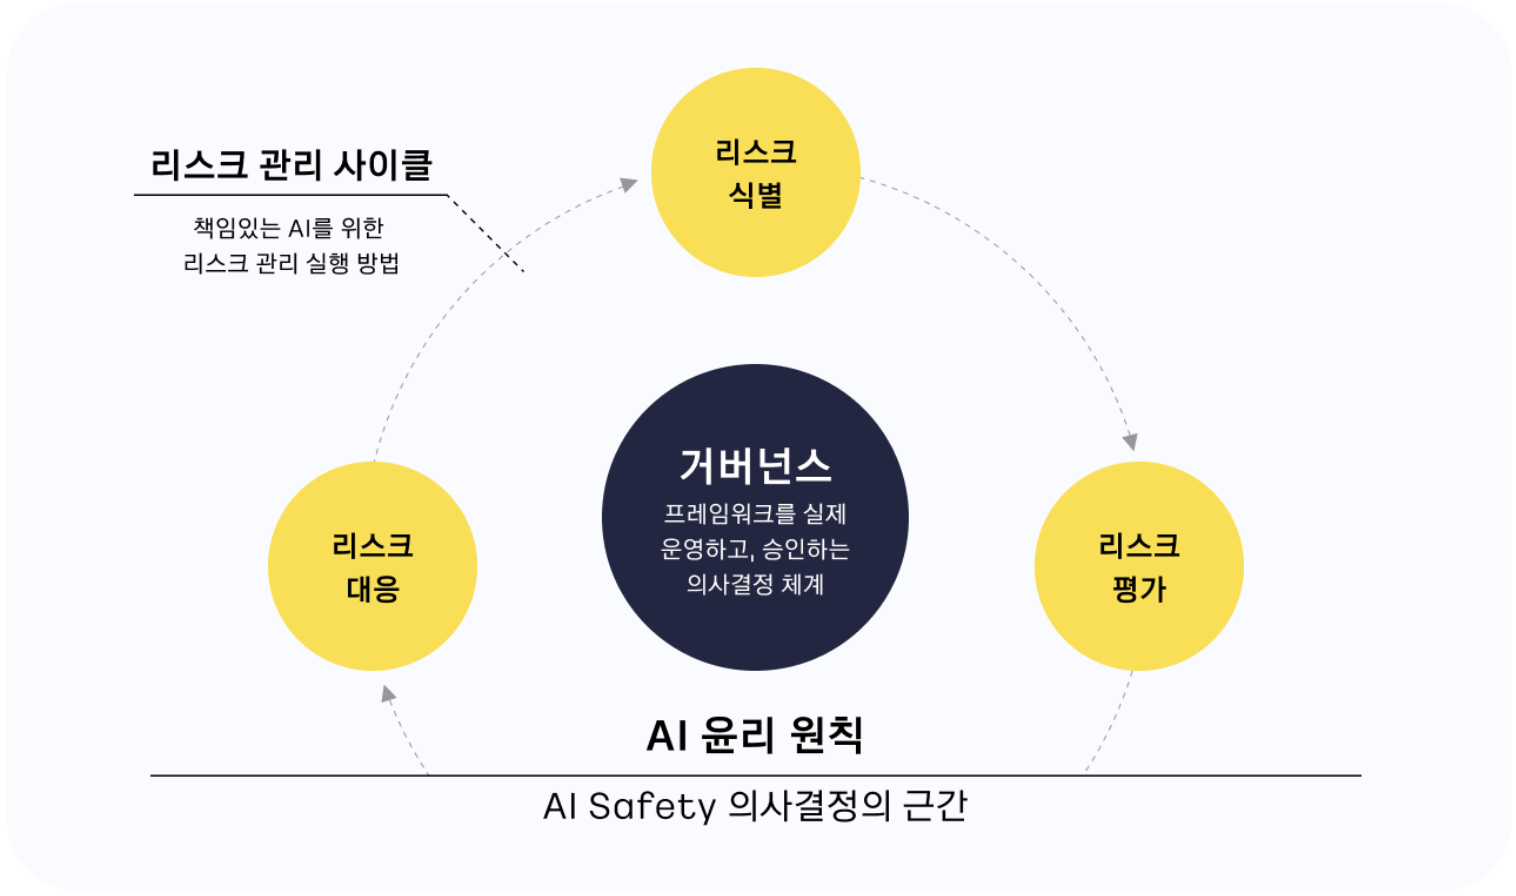 리스크
식별
리스크 관리 사이클
책임있는 AI를 위한
리스크 관리 실행 방법
거버넌스
프레임워크를 실제
운영하고, 승인하는
의사결정 체계
리스크
대응
리스크
평가
AI 윤리 원칙
AI Safety 의사결정의 근간